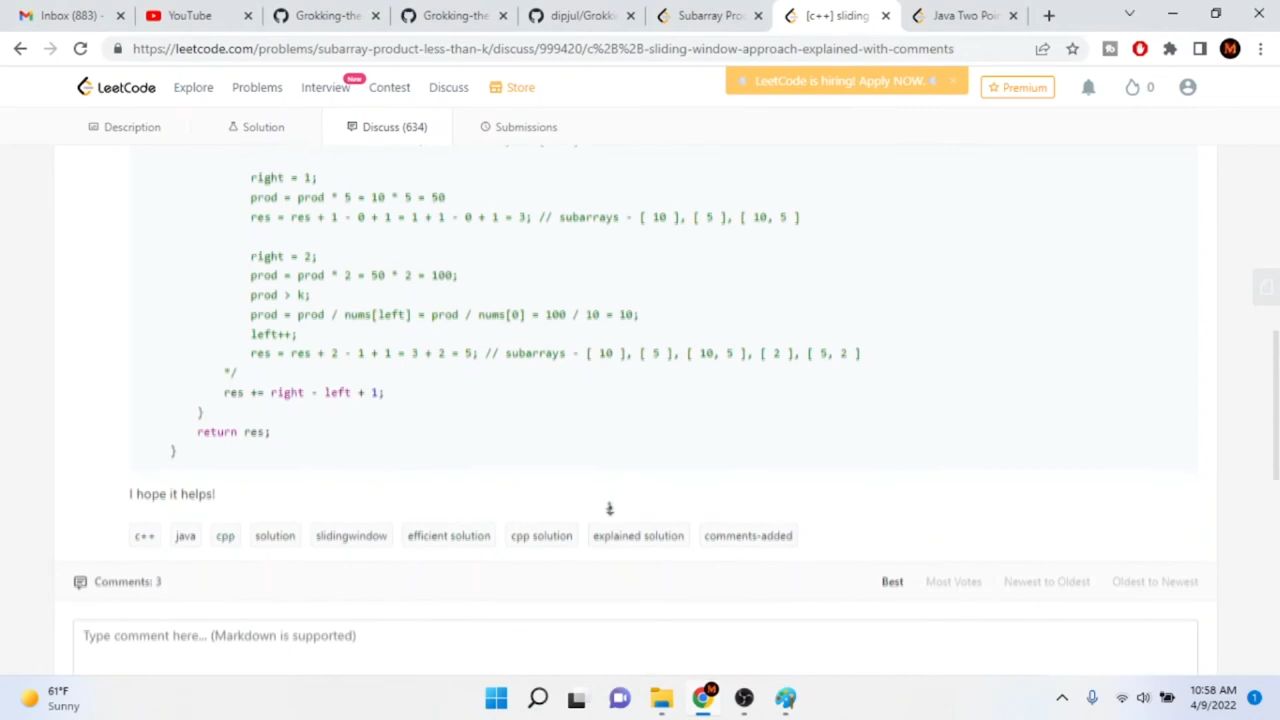 Inbox (883) -
YouTube
Grokking-the
Grokking-the
dipjul/Grokk
Subarray Pro
[c++] sliding
Java Two Poi
https://leetcode.com/problems/subarray-product-less-than-k/discuss/999420/c%2B%2B-sliding-window-approach-explained-with-comments
M
LeetCode
Explore
Problems
Interview
New
Contest
Discuss
Store
LeetCode is hiring! Apply NOW.
Premium
0
Description
Solution
Discuss (634)
Submissions
right = 1;
prod = prod * 5 = 10 * 5 = 50
res = res + 1 - 0 + 1 = 1 + 1 - 0 + 1 = 3; // subarrays - [ 10 ], [ 5 ], [ 10, 5 ]
right = 2;
prod = prod * 2 = 50 * 2 = 100;
prod > k;
prod = prod / nums[left] = prod / nums[0] = 100 / 10 = 10;
left++;
res = res + 2 - 1 + 1 = 3 + 2 = 5; // subarrays - [ 10 ], [ 5 ], [ 10, 5 ], [ 2 ], [ 5, 2 ]
*/
res += right - left + 1;
}
return res;
}
I hope it helps!
c++
java
cpp
solution
slidingwindow
efficient solution
cpp solution
explained solution
comments-added
Comments: 3
Best
Most Votes
Newest to Oldest
Oldest to Newest
Type comment here... (Markdown is supported)
61°F
Sunny
M
10:58 AM
4/9/2022
1